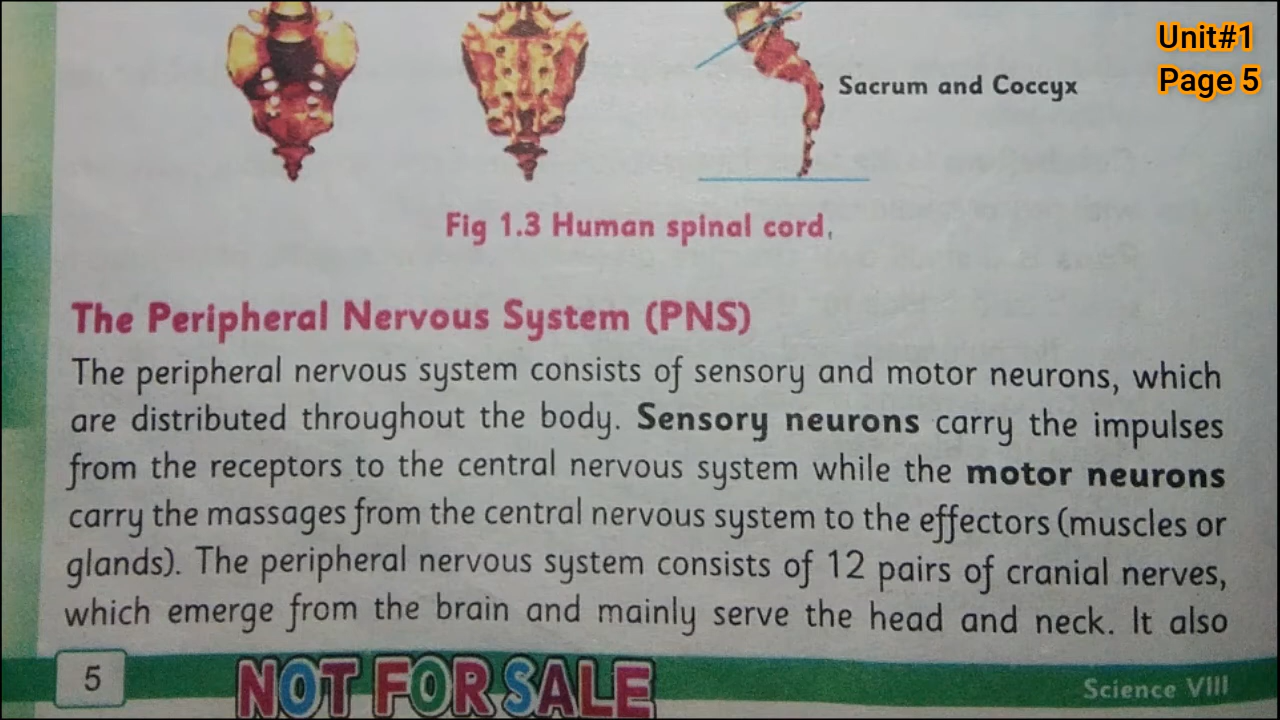 Unit#1
Page 5
Sacrum and Coccyx
Fig 1.3 Human spinal cord.
The Peripheral Nervous System (PNS)
The peripheral nervous system consists of sensory and motor neurons, which
are distributed throughout the body. Sensory neurons carry the impulses
from the receptors to the central nervous system while the motor neurons
carry the massages from the central nervous system to the effectors (muscles or
glands). The peripheral nervous system consists of 12 pairs of cranial nerves,
which emerge from the brain and mainly serve the head and neck. It also
5
NOT FOR SALE
Science VIII